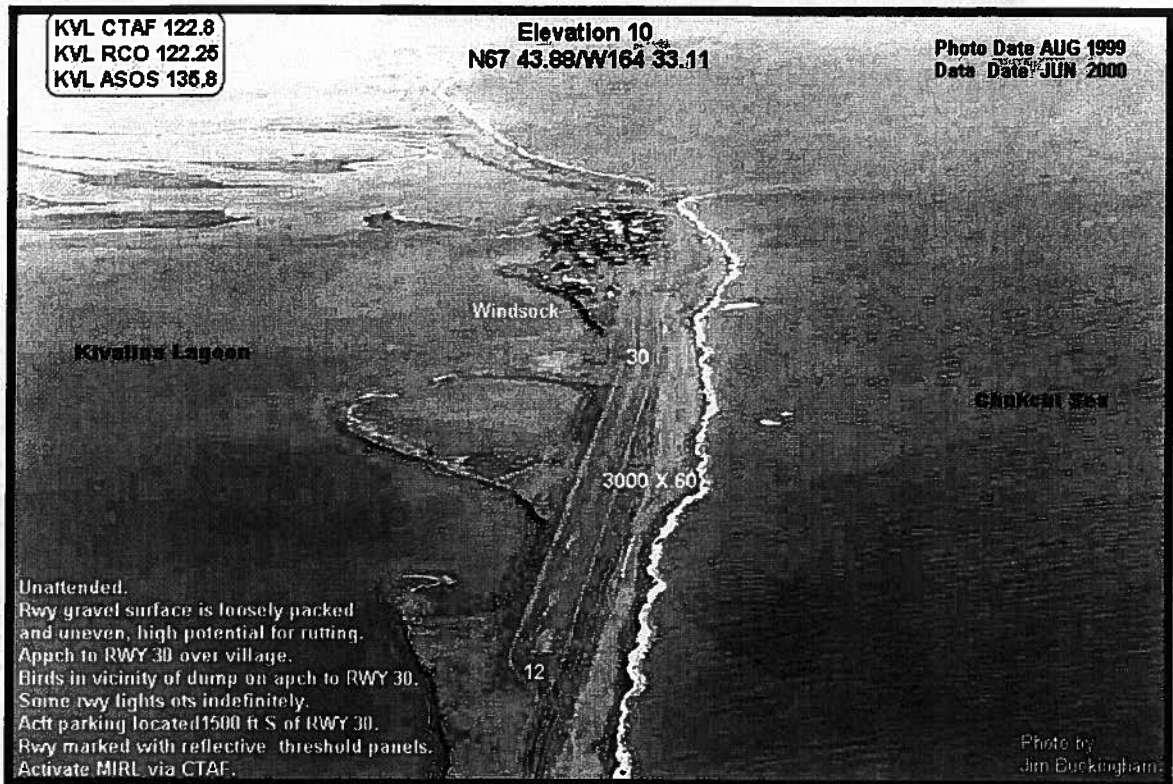 KVL CTAF 122.8
KVL RCO 122.25
KVL ASOS 135.8
Elevation 10
N67 43.88/W164 33.11
Photo Date AUG 1999
Data Date JUN 2000
Windsock
Kivalina Lagoon
30
Chukchi Sea
3000 X 60
12
Unattended.
Rwy gravel surface is loosely packed
and uneven, high potential for rutting.
Appch to RWY 30 over village.
Birds in vicinity of dump on apch to RWY 30.
Some rwy lights ots indefinitely.
Acft parking located1500 ft S of RWY 30.
Rwy marked with reflective threshold panels.
Activate MIRL via CTAF.
Photo by
Jim Buckingham